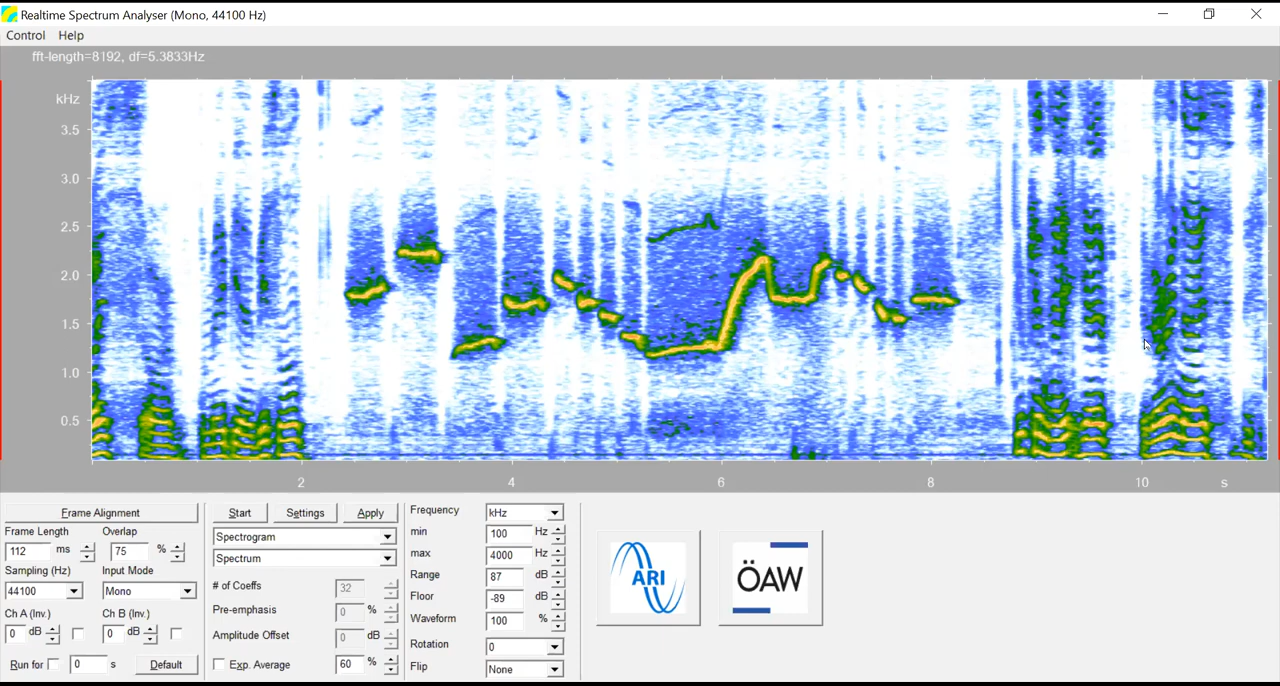 Realtime Spectrum Analyser (Mono, 44100 Hz)
Control Help
fft-length=8192, df=5.3833Hz
kHz
3.5
3.0
2.5
2.0
1.5
1.0
0.5
2 4 6 8 10 s
Frame Alignment
Frame Length Overlap
112 ms 75 %
Sampling (Hz) Input Mode
44100 Mono
Ch A (Inv.) Ch B (Inv.)
0 dB 0 dB
Run for 0 s Default
Start Settings Apply
Spectrogram
Spectrum
# of Coeffs 32
Pre-emphasis 0 %
Amplitude Offset 0 dB
Exp. Average 60 %
Frequency kHz
min 100 Hz
max 4000 Hz
Range 87 dB
Floor -89 dB
Waveform 100 %
Rotation 0
Flip None
ARI
ÖAW